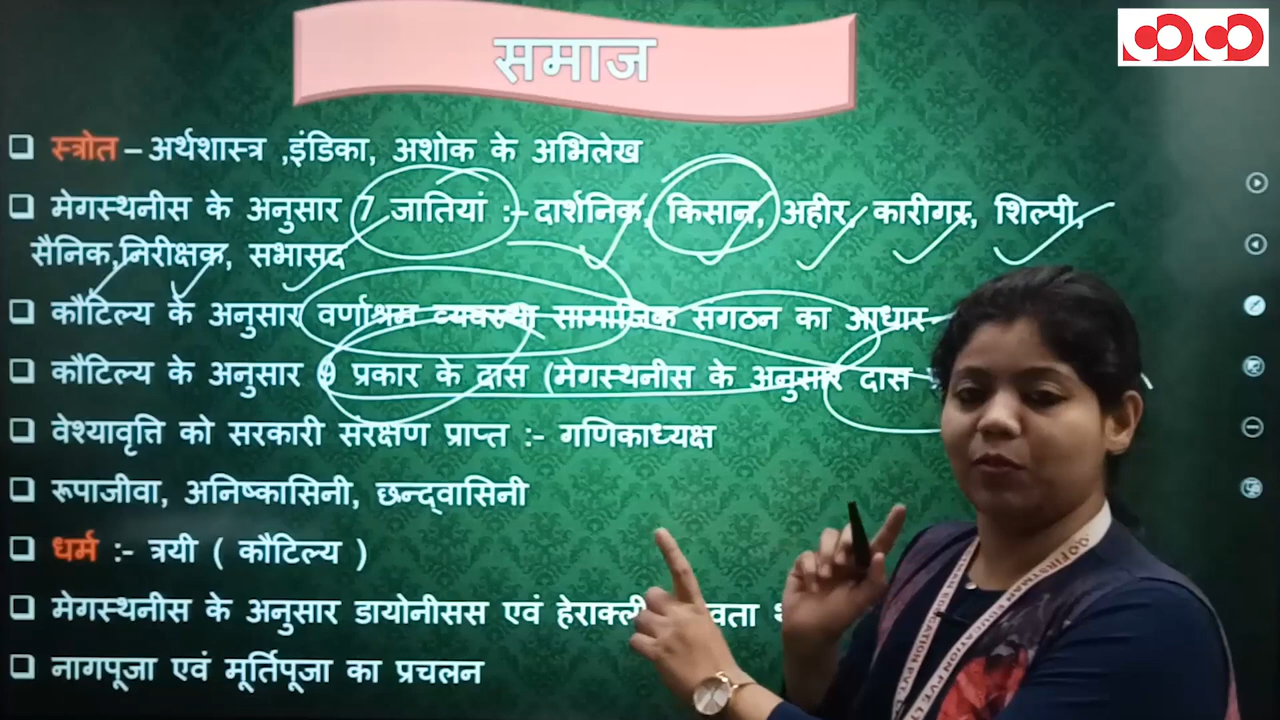 समाज
स्त्रोत – अर्थशास्त्र ,इंडिका, अशोक के अभिलेख
मेगस्थनीस के अनुसार 7 जातियां :– दार्शनिक, किसान, अहीर, कारीगर, शिल्पी,
सैनिक,निरीक्षक, सभासद
कौटिल्य के अनुसार वर्णाश्रम व्यवस्था सामाजिक संगठन का आधार
कौटिल्य के अनुसार 9 प्रकार के दास (मेगस्थनीस के अनुसार दास
वेश्यावृत्ति को सरकारी संरक्षण प्राप्त :- गणिकाध्यक्ष
रूपाजीवा, अनिष्कासिनी, छन्द्वासिनी
धर्म :- त्रयी ( कौटिल्य )
मेगस्थनीस के अनुसार डायोनीसस एवं
नागपूजा एवं मूर्तिपूजा का प्रचलन